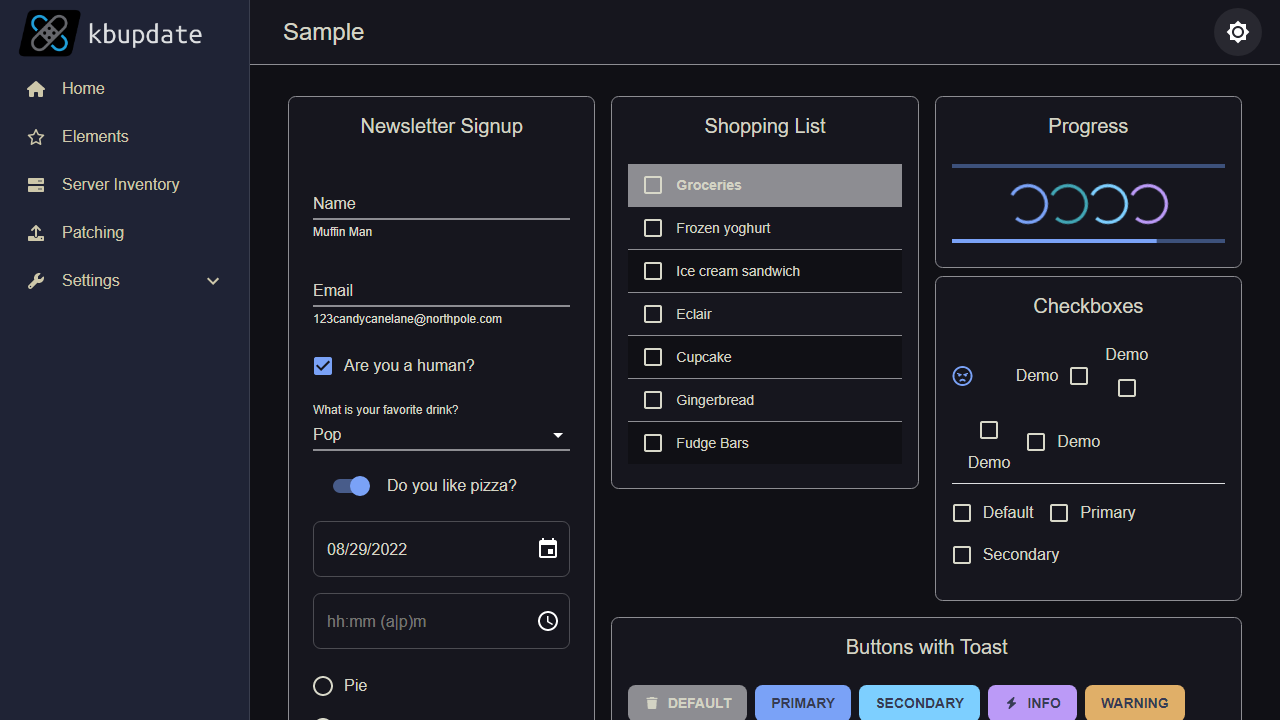 kbupdate
Home
Elements
Server Inventory
Patching
Settings
Sample
Newsletter Signup
Name
Muffin Man
Email
123candycanelane@northpole.com
Are you a human?
What is your favorite drink?
Pop
Do you like pizza?
08/29/2022
hh:mm (a|p)m
Pie
Shopping List
Groceries
Frozen yoghurt
Ice cream sandwich
Eclair
Cupcake
Gingerbread
Fudge Bars
Progress
Checkboxes
Demo
Demo
Demo
Demo
Default
Primary
Secondary
Buttons with Toast
DEFAULT
PRIMARY
SECONDARY
INFO
WARNING